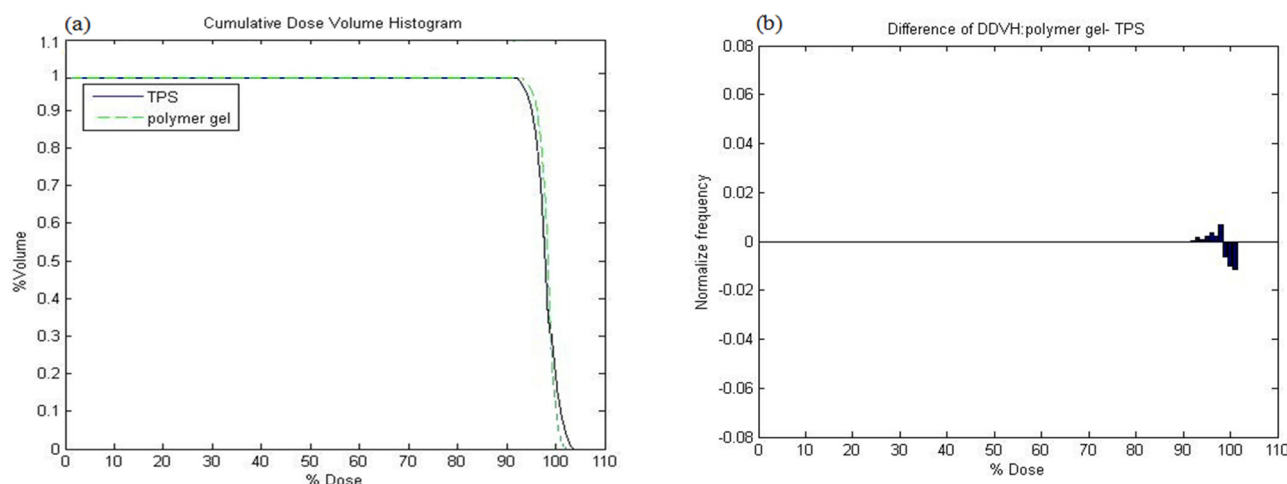 (a)
Cumulative Dose Volume Histogram
1.1
1
0.9
0.8
0.7
0.6
0.5
0.4
0.3
0.2
0.1
0
%Volume
TPS
polymer gel
0 10 20 30 40 50 60 70 80 90 100 110
% Dose
(b)
Difference of DDVH:polymer gel- TPS
0.08
0.06
0.04
0.02
0
-0.02
-0.04
-0.06
-0.08
Normalize frequency
0 10 20 30 40 50 60 70 80 90 100 110
% Dose